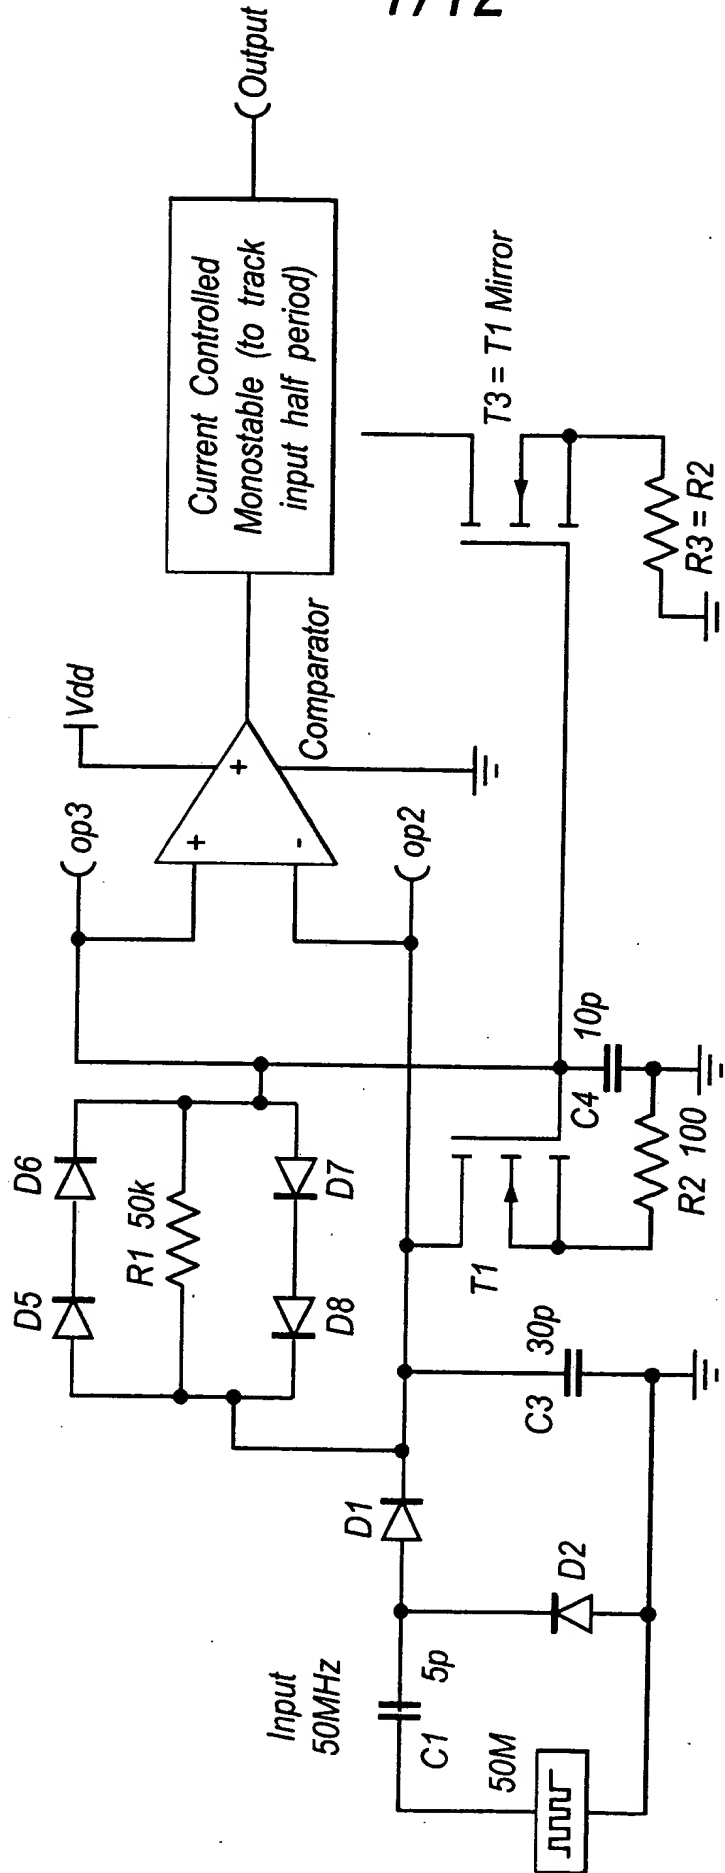 1/12
Input
50MHz
50M
C1
5p
D1
D2
C3
30p
D5
D6
R1 50k
D8
D7
T1
R2 100
C4
10p
op3
op2
Vdd
+
-
+
Comparator
Current Controlled
Monostable (to track
input half period)
Output
T3 = T1 Mirror
R3 = R2